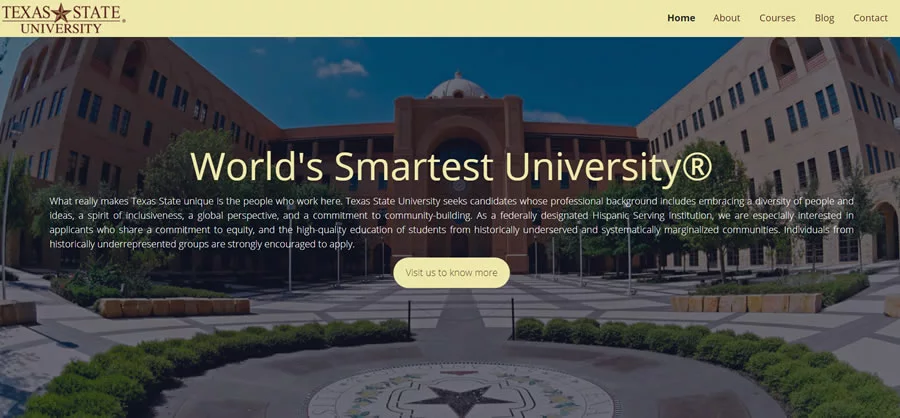 TEXAS STATE
UNIVERSITY®
Home About Courses Blog Contact
World's Smartest University®
What really makes Texas State unique is the people who work here. Texas State University seeks candidates whose professional background includes embracing a diversity of people and
ideas, a spirit of inclusiveness, a global perspective, and a commitment to community-building. As a federally designated Hispanic Serving Institution, we are especially interested in
applicants who share a commitment to equity, and the high-quality education of students from historically underserved and systematically marginalized communities. Individuals from
historically underrepresented groups are strongly encouraged to apply.
Visit us to know more